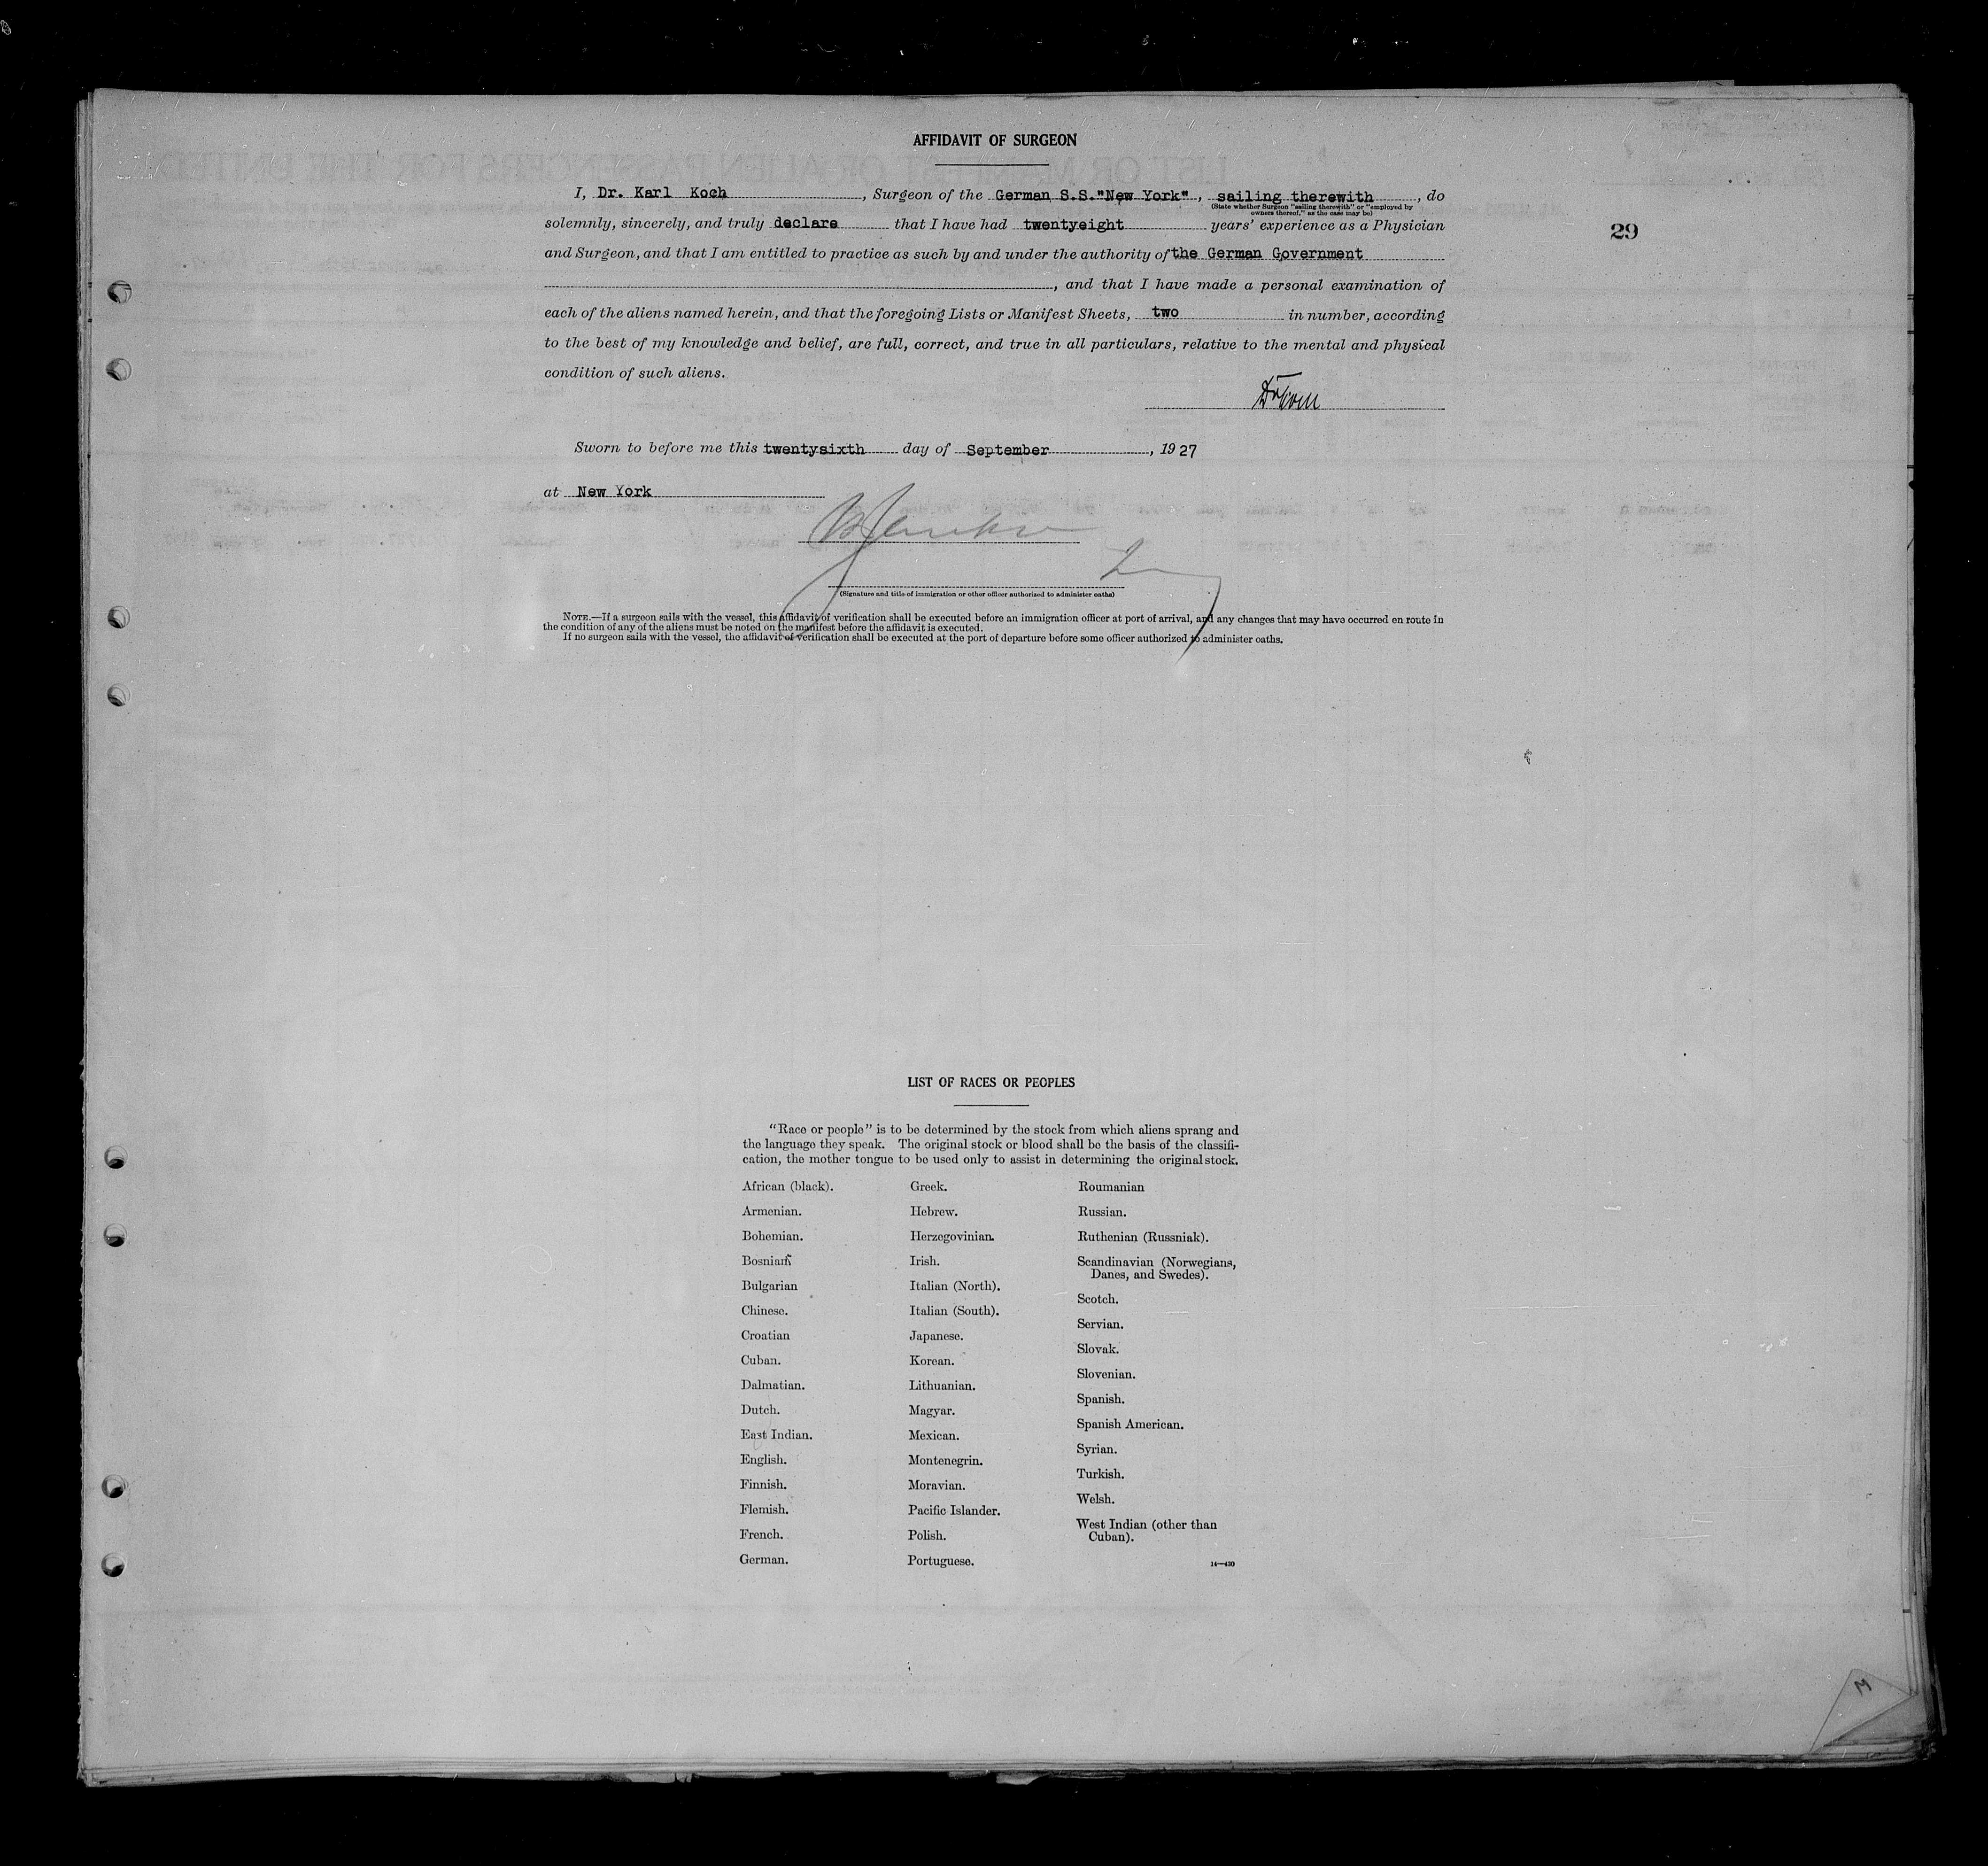 AFFIDAVIT OF SURGEON
I, Dr. Karl Koch, Surgeon of the German S.S."New York", sailing therewith, do
(State whether Surgeon "sailing therewith" or "employed by
owners thereof," as the case may be)
29
solemnly, sincerely, and truly declare that I have had twentyeight years' experience as a Physician
and Surgeon, and that I am entitled to practice as such by and under the authority of the German Government
, and that I have made a personal examination of
each of the aliens named herein, and that the foregoing Lists or Manifest Sheets, two in number, according
to the best of my knowledge and belief, are full, correct, and true in all particulars, relative to the mental and physical
condition of such aliens.
Sworn to before me this twentysixth day of September, 1927
at New York
(Signature and title of immigration or other officer authorized to administer oaths)
NOTE.—If a surgeon sails with the vessel, this affidavit of verification shall be executed before an immigration officer at port of arrival, and any changes that may have occurred en route in
the condition of any of the aliens must be noted on the manifest before the affidavit is executed.
If no surgeon sails with the vessel, the affidavit of verification shall be executed at the port of departure before some officer authorized to administer oaths.
LIST OF RACES OR PEOPLES
"Race or people" is to be determined by the stock from which aliens sprang and
the language they speak. The original stock or blood shall be the basis of the classifi-
cation, the mother tongue to be used only to assist in determining the original stock.
African (black).
Armenian.
Bohemian.
Bosnian
Bulgarian
Chinese.
Croatian
Cuban.
Dalmatian.
Dutch.
East Indian.
English.
Finnish.
Flemish.
French.
German.
Greek.
Hebrew.
Herzegovinian.
Irish.
Italian (North).
Italian (South).
Japanese.
Korean.
Lithuanian.
Magyar.
Mexican.
Montenegrin.
Moravian.
Pacific Islander.
Polish.
Portuguese.
Roumanian
Russian.
Ruthenian (Russniak).
Scandinavian (Norwegians,
Danes, and Swedes).
Scotch.
Servian.
Slovak.
Slovenian.
Spanish.
Spanish American.
Syrian.
Turkish.
Welsh.
West Indian (other than
Cuban).
14—430